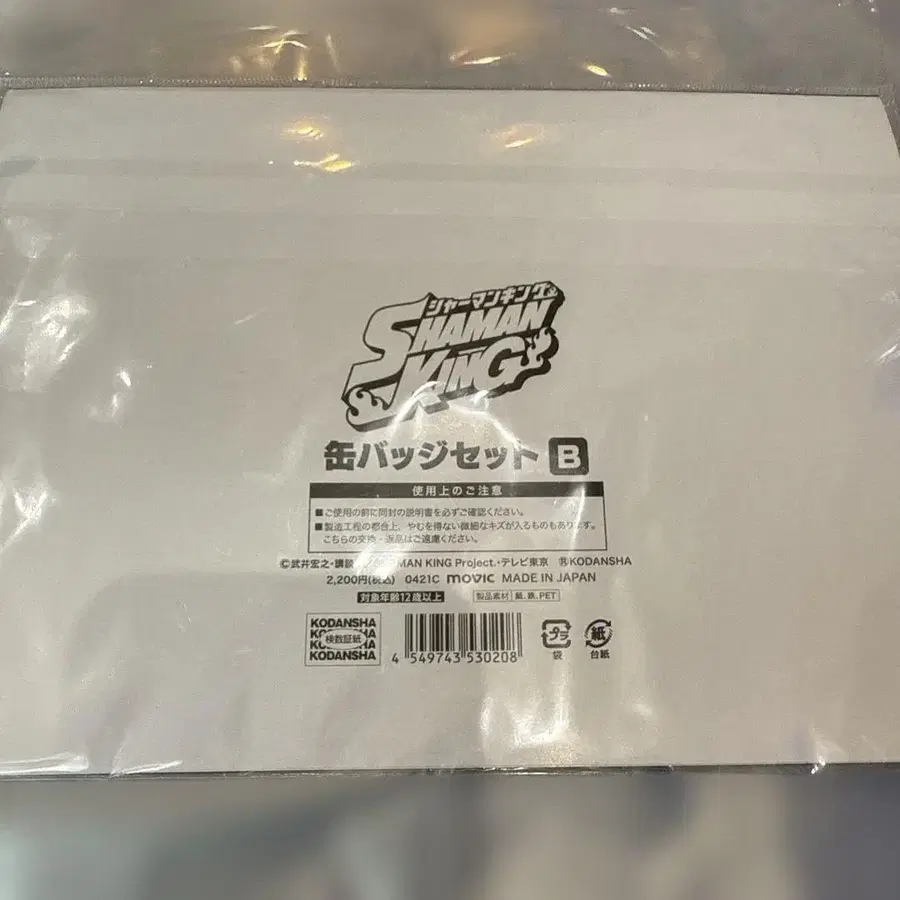 シャーマンキング
SHAMAN
KING
缶バッジセット B
使用上のご注意
■ご使用の前に同封の説明書を必ずご確認ください。
■製造工程の都合上、やむを得ない微細なキズが入るものもあります。
こちらの交換・返品はご遠慮ください。
©武井宏之・講談 MAN KING Project.・テレビ東京 KODANSHA
2,200円(税込) 0421C movic MADE IN JAPAN
対象年齢12歳以上 製品素材 紙、鉄、PET
KODANSHA
検数証紙
KODANSHA
4 549743 530208
プラ 袋
紙 台紙